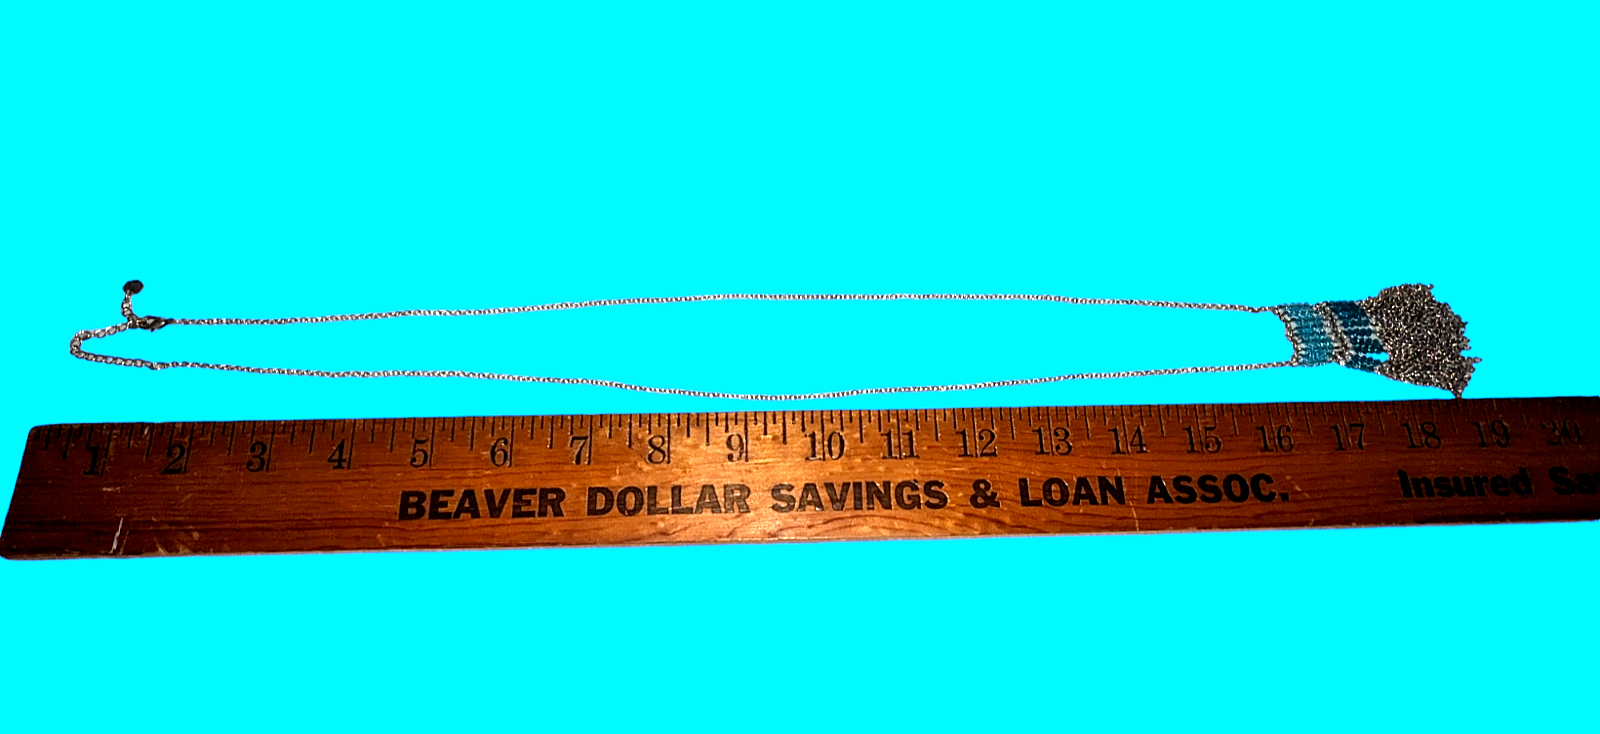 1 2 3 4 5 6 7 8 9 10 11 12 13 14 15 16 17 18 19 20
BEAVER DOLLAR SAVINGS & LOAN ASSOC. Insured